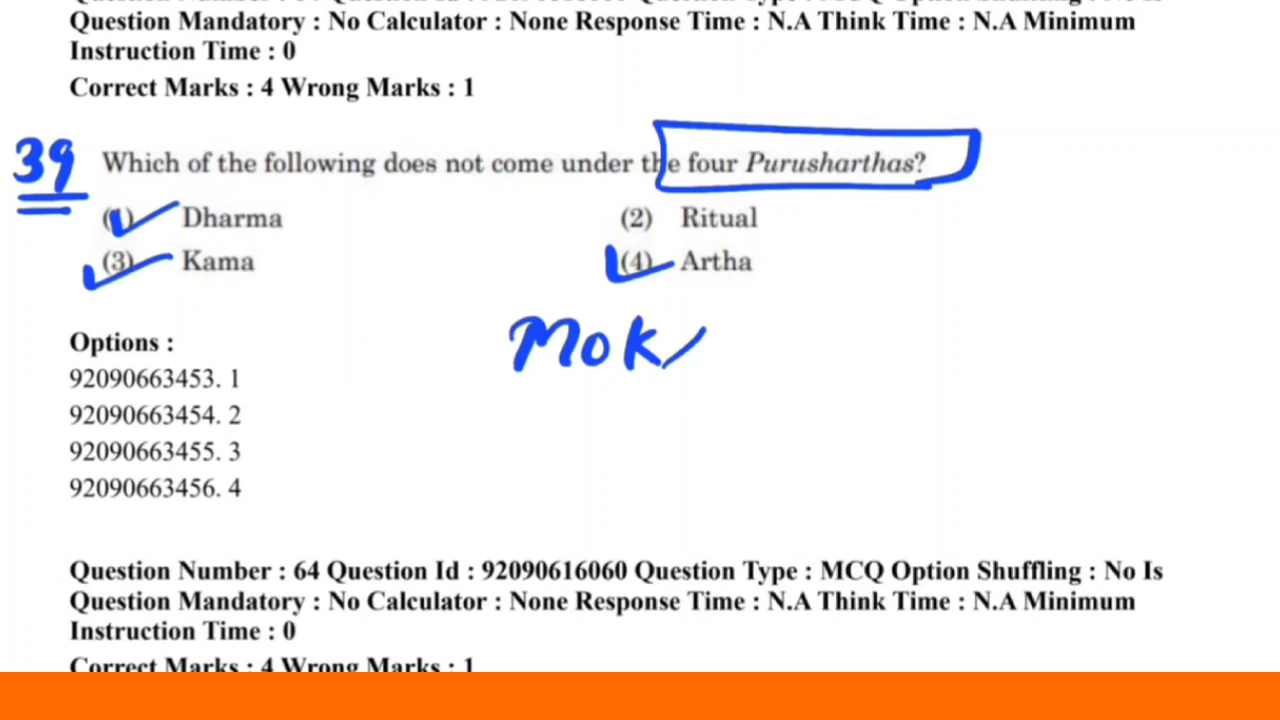 Question Mandatory : No Calculator : None Response Time : N.A Think Time : N.A Minimum
Instruction Time : 0
Correct Marks : 4 Wrong Marks : 1
39 Which of the following does not come under the four Purusharthas?
(1) Dharma (2) Ritual
(3) Kama (4) Artha
Mok
Options :
92090663453. 1
92090663454. 2
92090663455. 3
92090663456. 4
Question Number : 64 Question Id : 92090616060 Question Type : MCQ Option Shuffling : No Is
Question Mandatory : No Calculator : None Response Time : N.A Think Time : N.A Minimum
Instruction Time : 0
Correct Marks : 4 Wrong Marks : 1